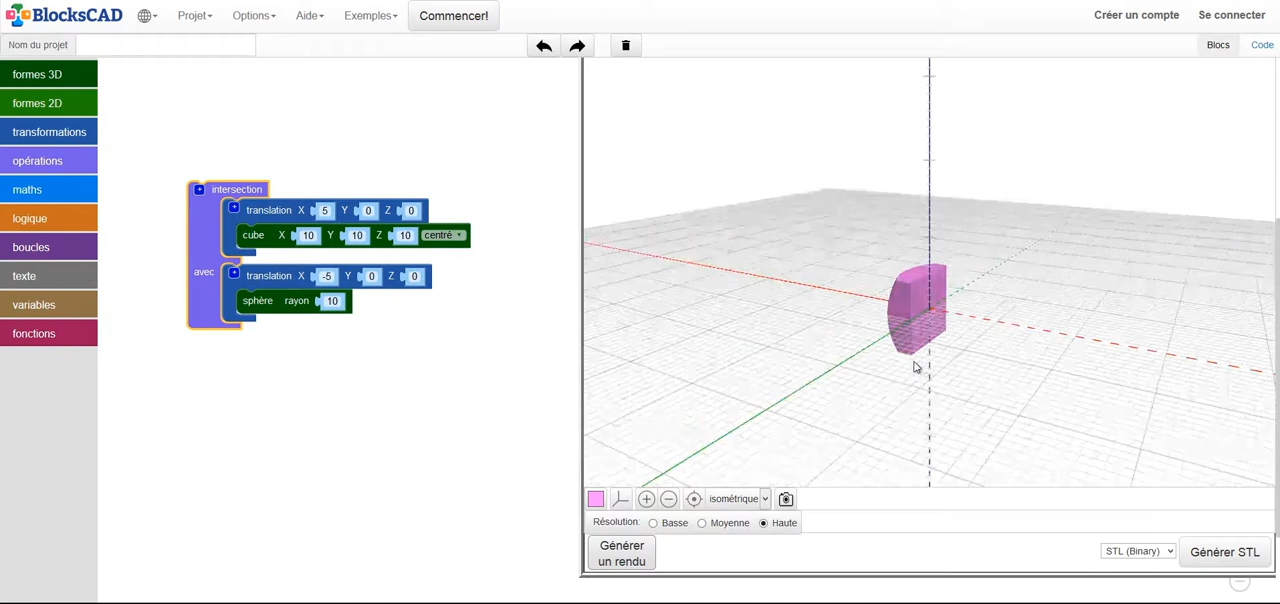 BlocksCAD Projet Options Aide Exemples Commencer! Créer un compte Se connecter
Nom du projet Blocs Code
formes 3D
formes 2D
transformations
opérations
maths
logique
boucles
texte
variables
fonctions
intersection
translation X 5 Y 0 Z 0
cube X 10 Y 10 Z 10 centré
avec
translation X -5 Y 0 Z 0
sphère rayon 10
isométrique
Résolution: Basse Moyenne Haute
Générer un rendu
STL (Binary) Générer STL